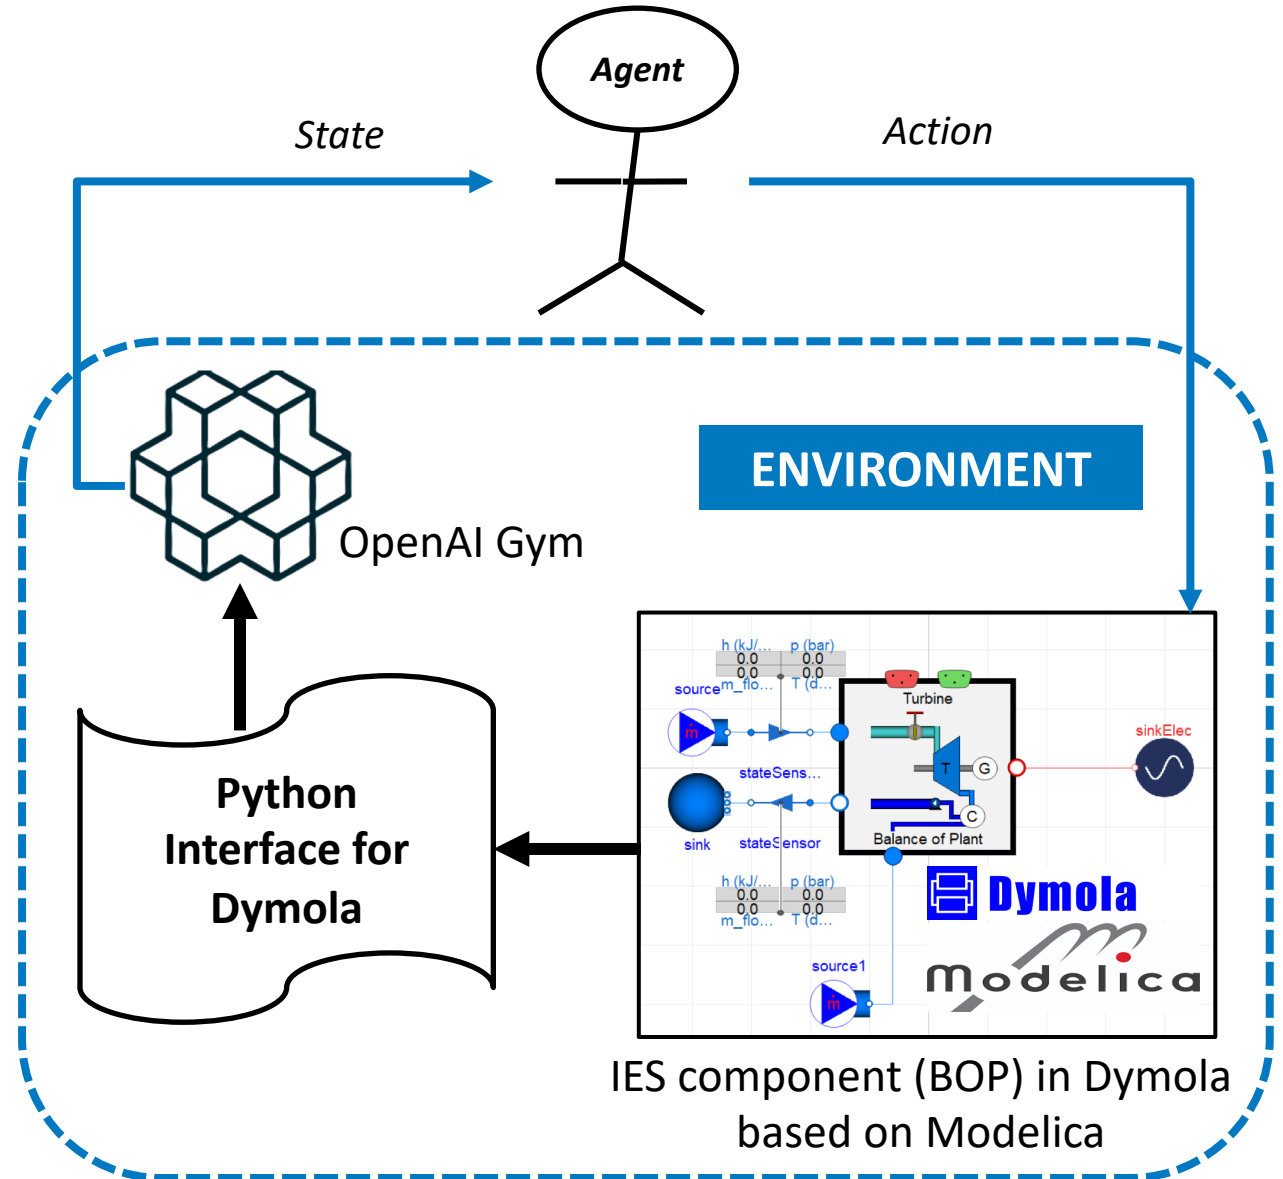 Agent
State
Action
ENVIRONMENT
OpenAI Gym
Python
Interface for
Dymola
h (kJ/... p (bar)
0.0 0.0
0.0 0.0
m_flo... T (d...
source
ṁ
Turbine
sinkElec
T
G
C
stateSens...
sink
stateSensor
Balance of Plant
h (kJ/... p (bar)
0.0 0.0
0.0 0.0
m_flo... T (d...
Dymola
Modelica
source1
ṁ
IES component (BOP) in Dymola
based on Modelica